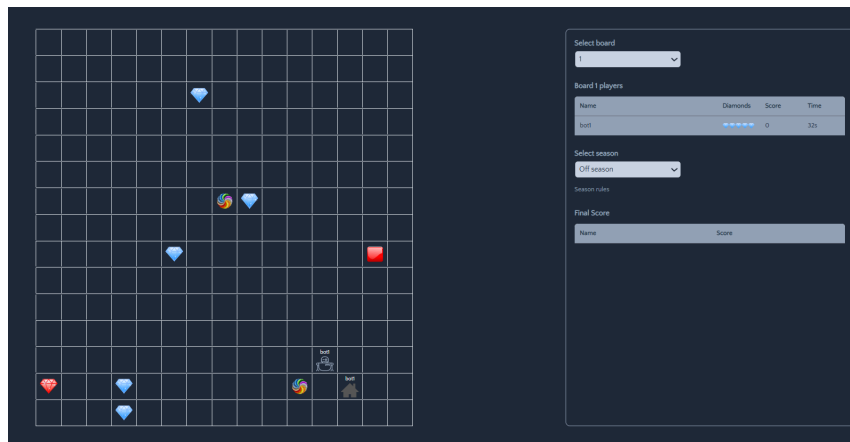 Select board
1
Board 1 players
Name Diamonds Score Time
bot1 0 32s
Select season
Off season
Season rules
Final Score
Name Score
bot1
bot1